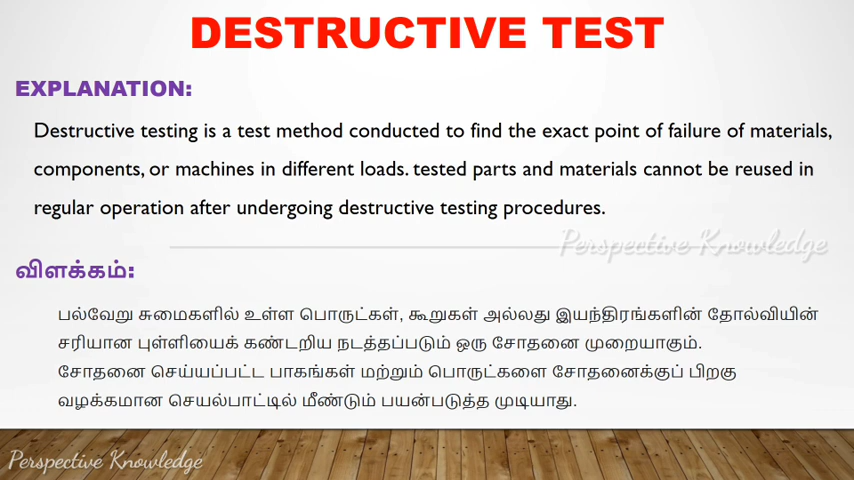 DESTRUCTIVE TEST
EXPLANATION:
Destructive testing is a test method conducted to find the exact point of failure of materials,
components, or machines in different loads. tested parts and materials cannot be reused in
regular operation after undergoing destructive testing procedures.
Perspective Knowledge
விளக்கம்:
பல்வேறு சுமைகளில் உள்ள பொருட்கள், கூறுகள் அல்லது இயந்திரங்களின் தோல்வியின்
சரியான புள்ளியைக் கண்டறிய நடத்தப்படும் ஒரு சோதனை முறையாகும்.
சோதனை செய்யப்பட்ட பாகங்கள் மற்றும் பொருட்களை சோதனைக்குப் பிறகு
வழக்கமான செயல்பாட்டில் மீண்டும் பயன்படுத்த முடியாது.
Perspective Knowledge